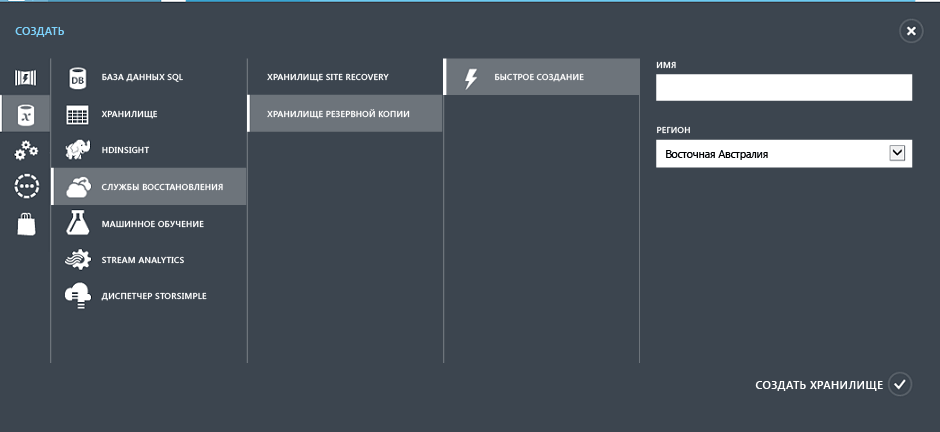 СОЗДАТЬ
БАЗА ДАННЫХ SQL
ХРАНИЛИЩЕ
HDINSIGHT
СЛУЖБЫ ВОССТАНОВЛЕНИЯ
МАШИННОЕ ОБУЧЕНИЕ
STREAM ANALYTICS
ДИСПЕТЧЕР STORSIMPLE
ХРАНИЛИЩЕ SITE RECOVERY
ХРАНИЛИЩЕ РЕЗЕРВНОЙ КОПИИ
БЫСТРОЕ СОЗДАНИЕ
ИМЯ
РЕГИОН
Восточная Австралия
СОЗДАТЬ ХРАНИЛИЩЕ
DB
x